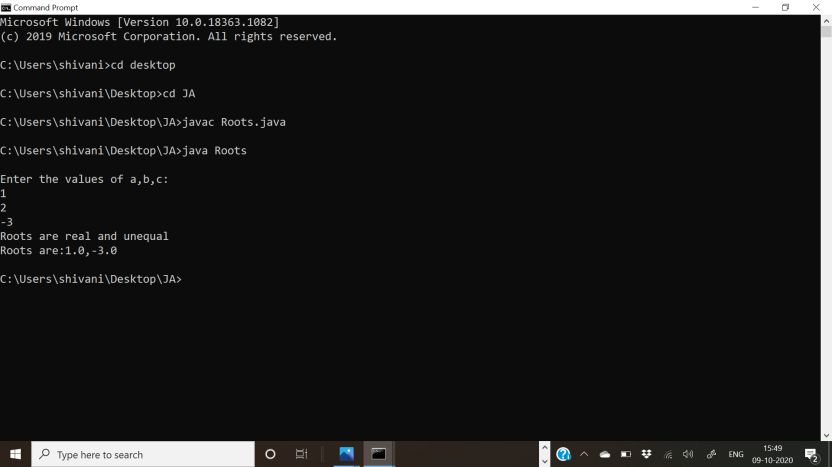 Command Prompt
Microsoft Windows [Version 10.0.18363.1082]
(c) 2019 Microsoft Corporation. All rights reserved.
C:\Users\shivani>cd desktop
C:\Users\shivani\Desktop>cd JA
C:\Users\shivani\Desktop\JA>javac Roots.java
C:\Users\shivani\Desktop\JA>java Roots
Enter the values of a,b,c:
1
2
-3
Roots are real and unequal
Roots are:1.0,-3.0
C:\Users\shivani\Desktop\JA>
Type here to search
ENG
15:49
09-10-2020
2